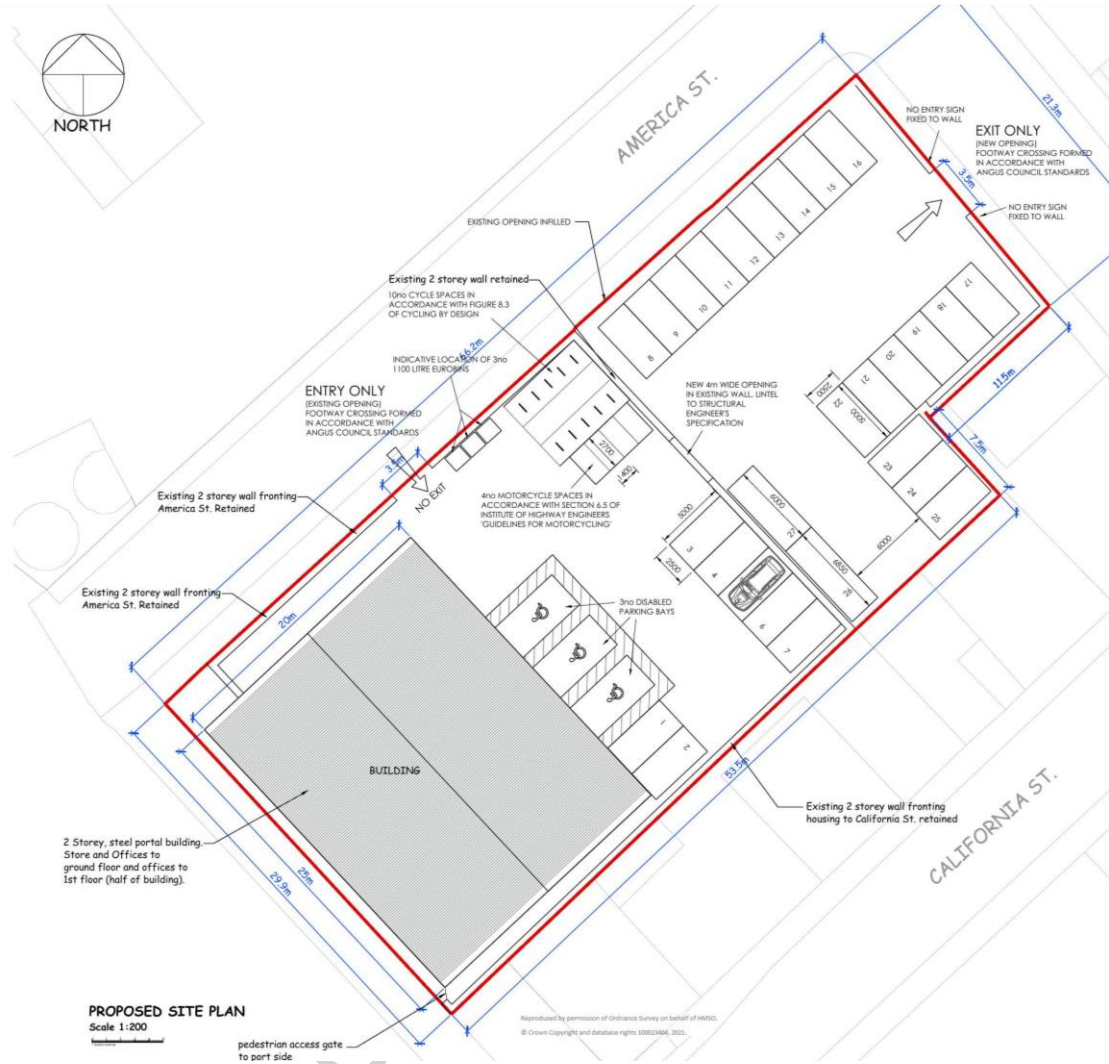 NORTH
AMERICA ST.
21.3m
NO ENTRY SIGN
FIXED TO WALL
EXIT ONLY
(NEW OPENING)
FOOTWAY CROSSING FORMED
IN ACCORDANCE WITH
ANGUS COUNCIL STANDARDS
3.5m
NO ENTRY SIGN
FIXED TO WALL
EXISTING OPENING INFILLED
Existing 2 storey wall retained
10no CYCLE SPACES IN
ACCORDANCE WITH FIGURE 8.3
OF CYCLING BY DESIGN
66.2m
INDICATIVE LOCATION OF 3no
1100 LITRE EUROBINS
ENTRY ONLY
(EXISTING OPENING)
FOOTWAY CROSSING FORMED
IN ACCORDANCE WITH
ANGUS COUNCIL STANDARDS
3.5m
NO EXIT
16
15
14
13
12
11
10
9
8
17
18
19
20
21
22
2500
5000
11.5m
7.5m
23
24
25
NEW 4m WIDE OPENING
IN EXISTING WALL. LINTEL
TO STRUCTURAL
ENGINEER'S
SPECIFICATION
2700
1400
4no MOTORCYCLE SPACES IN
ACCORDANCE WITH SECTION 6.5 OF
INSTITUTE OF HIGHWAY ENGINEERS
'GUIDELINES FOR MOTORCYCLING'
6000
27
6850
26
6000
5000
2500
3
4
6
7
Existing 2 storey wall fronting
America St. Retained
Existing 2 storey wall fronting
America St. Retained
20m
3no DISABLED
PARKING BAYS
1
2
BUILDING
53.5m
Existing 2 storey wall fronting
housing to California St. retained
CALIFORNIA ST.
2 Storey, steel portal building.
Store and Offices to
ground floor and offices to
1st floor (half of building).
25m
29.9m
PROPOSED SITE PLAN
Scale 1:200
pedestrian access gate
to port side
Reproduced by permission of Ordnance Survey on behalf of HMSO.
© Crown Copyright and database rights 100023404, 2021.